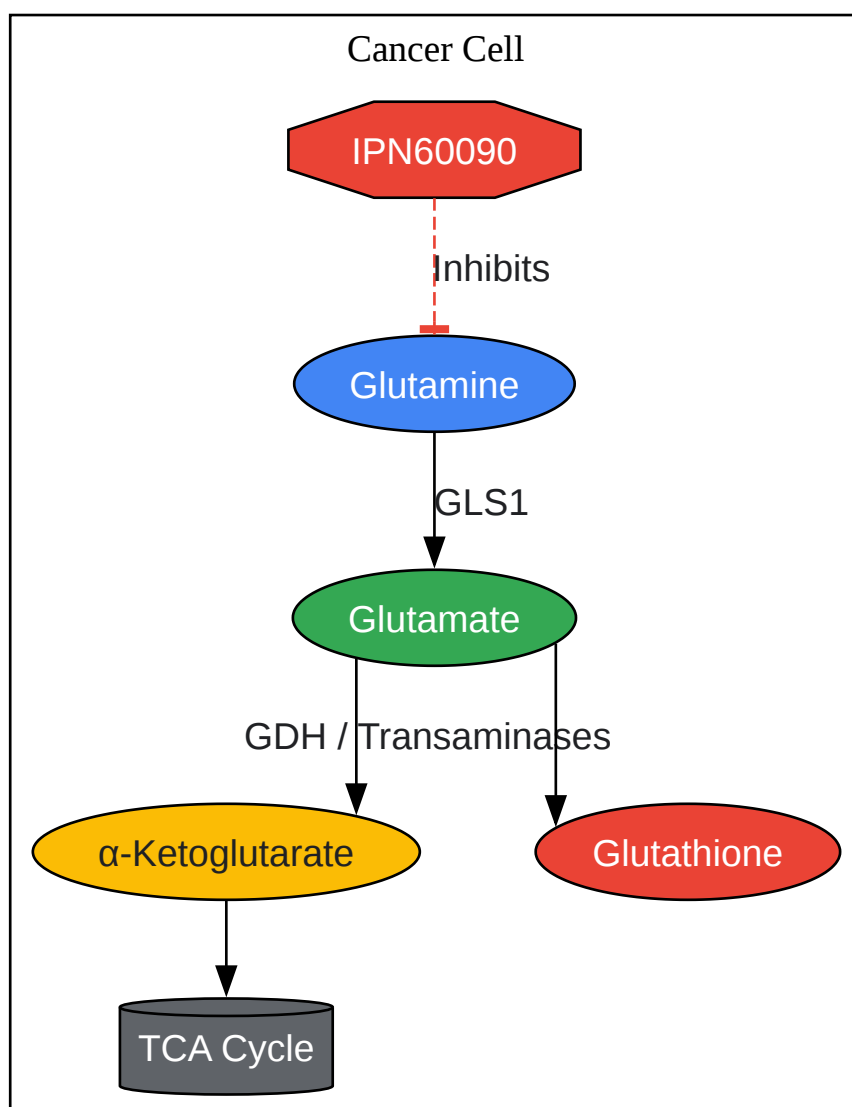 Cancer Cell
IPN60090
Inhibits
Glutamine
GLS1
Glutamate
GDH / Transaminases
α-Ketoglutarate
Glutathione
TCA Cycle